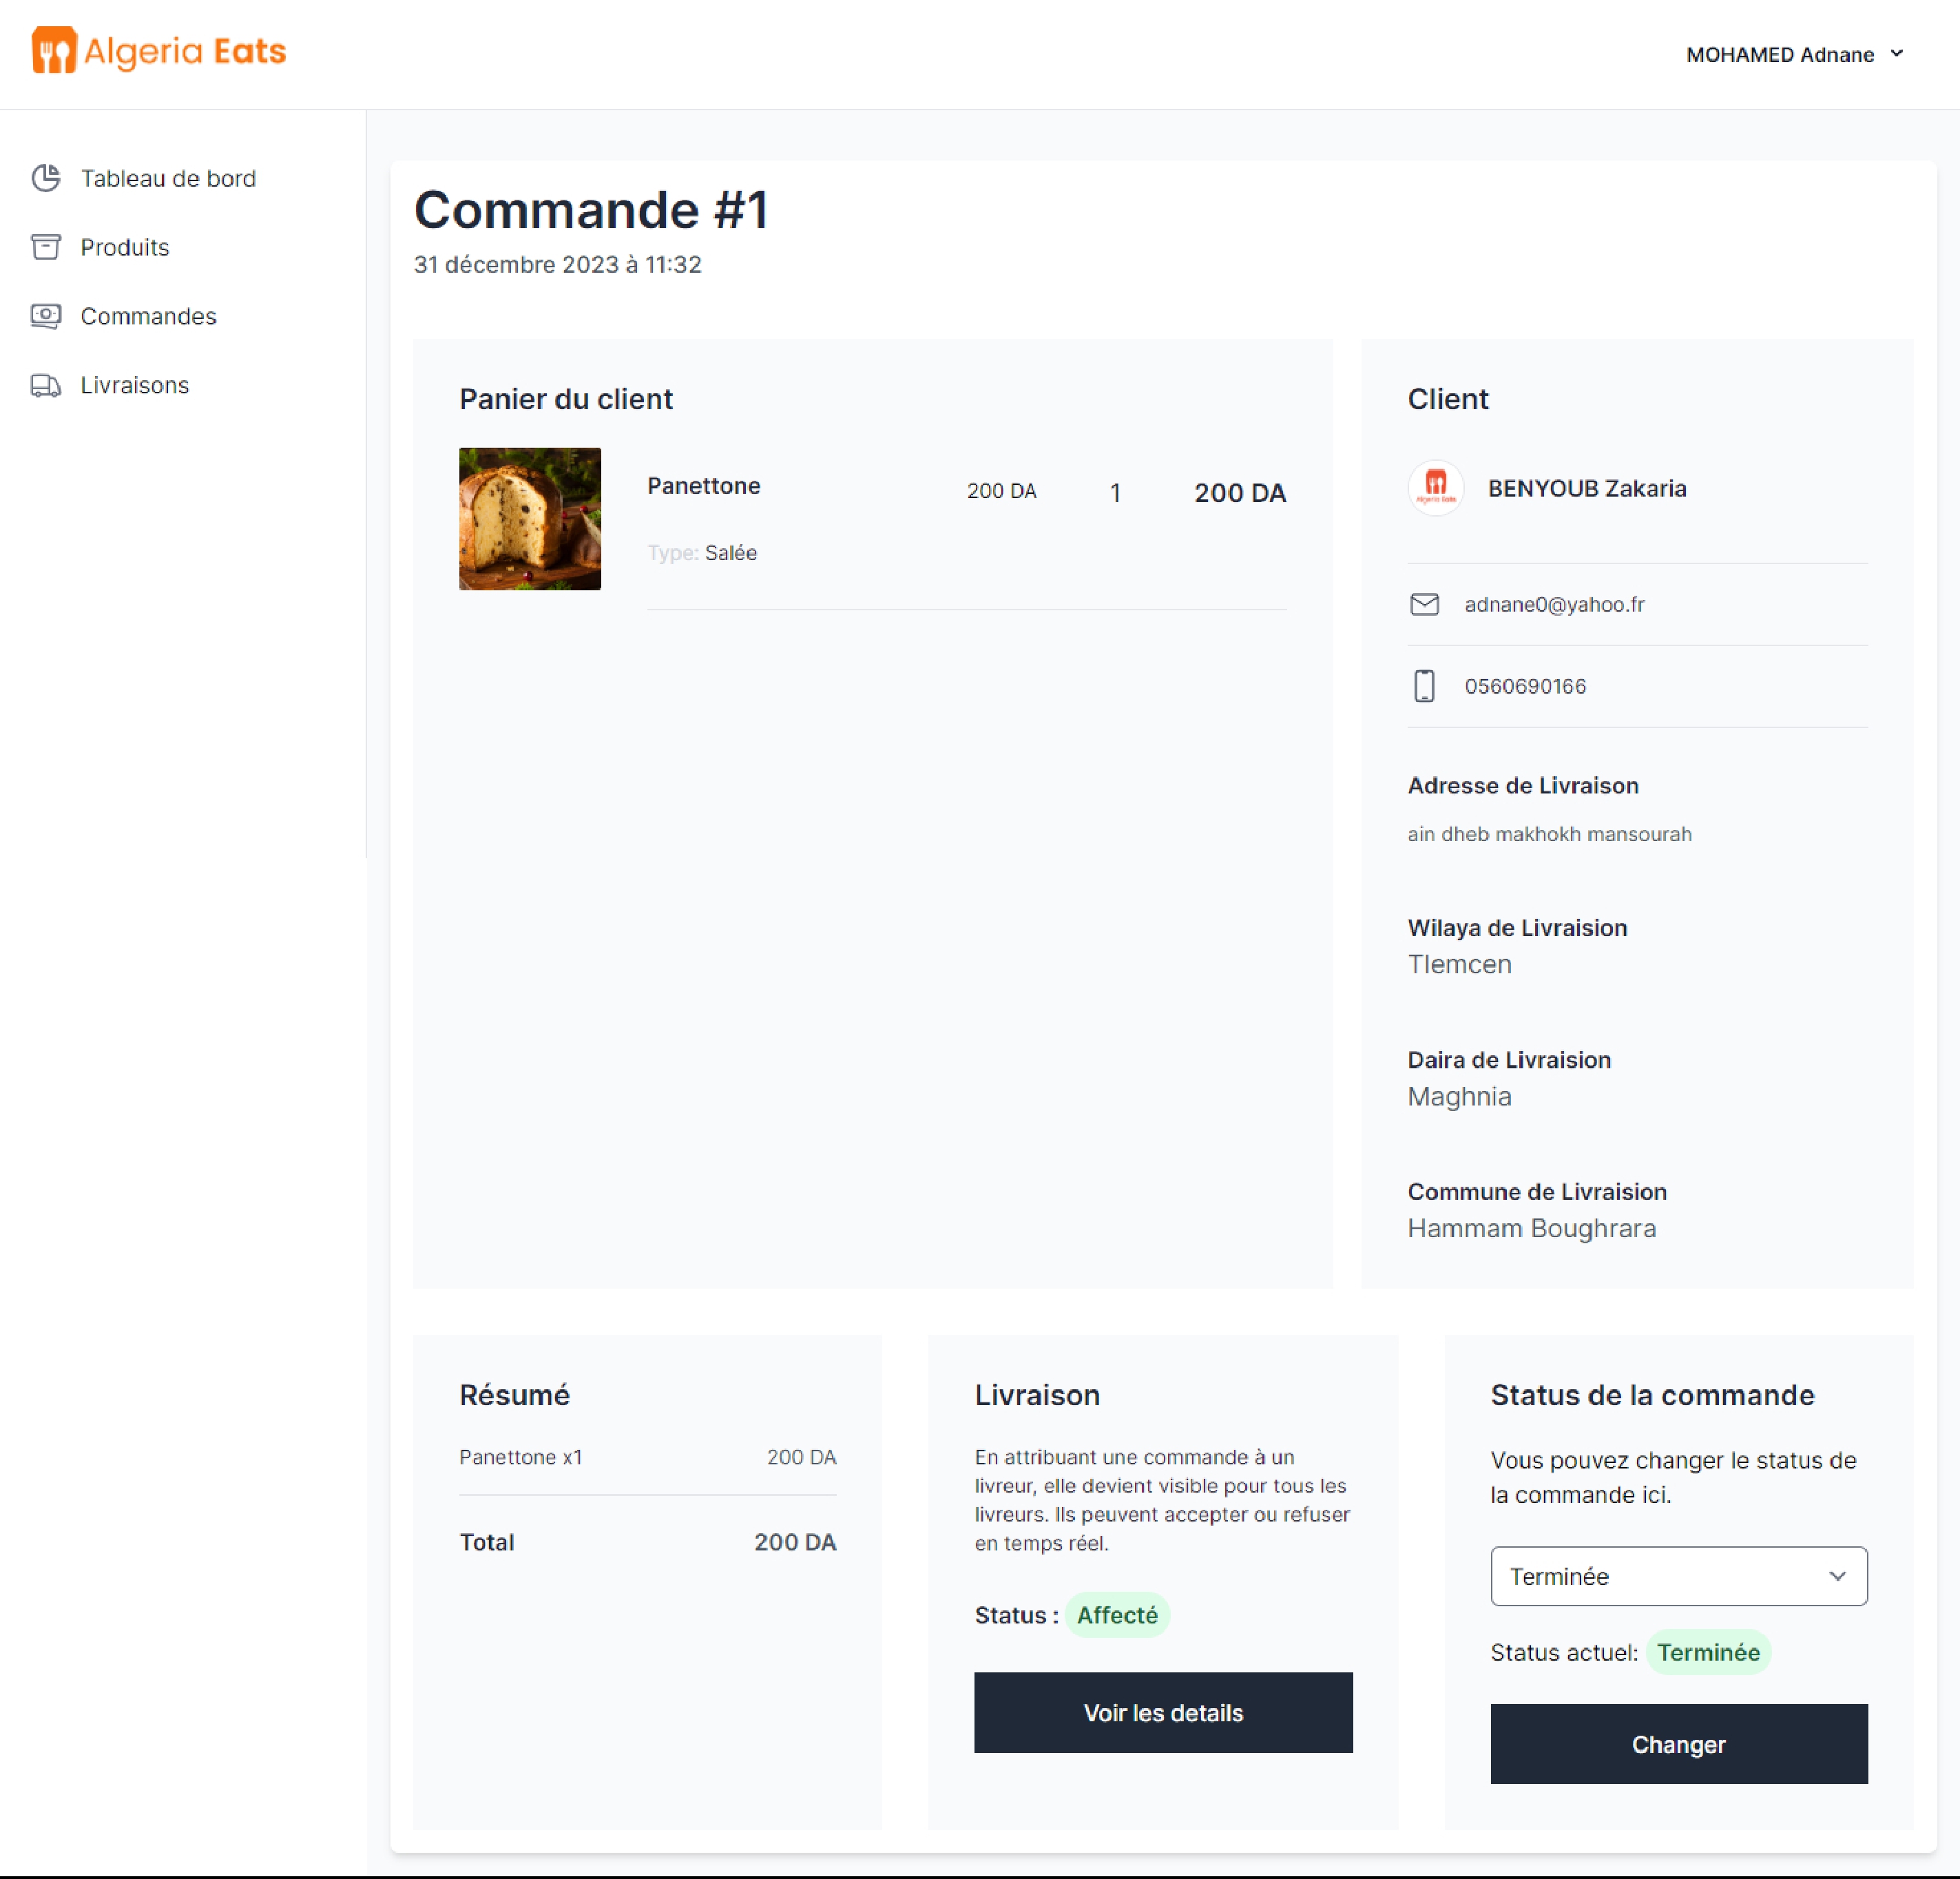 Algeria Eats
MOHAMED Adnane
Tableau de bord
Produits
Commandes
Livraisons
Commande #1
31 décembre 2023 à 11:32
Panier du client
Panettone 200 DA 1 200 DA
Type: Salée
Client
Algeria Eats
BENYOUB Zakaria
adnane0@yahoo.fr
0560690166
Adresse de Livraison
ain dheb makhokh mansourah
Wilaya de Livraision
Tlemcen
Daira de Livraision
Maghnia
Commune de Livraision
Hammam Boughrara
Résumé
Panettone x1 200 DA
Total 200 DA
Livraison
En attribuant une commande à un
livreur, elle devient visible pour tous les
livreurs. Ils peuvent accepter ou refuser
en temps réel.
Status : Affecté
Voir les details
Status de la commande
Vous pouvez changer le status de
la commande ici.
Terminée
Status actuel: Terminée
Changer